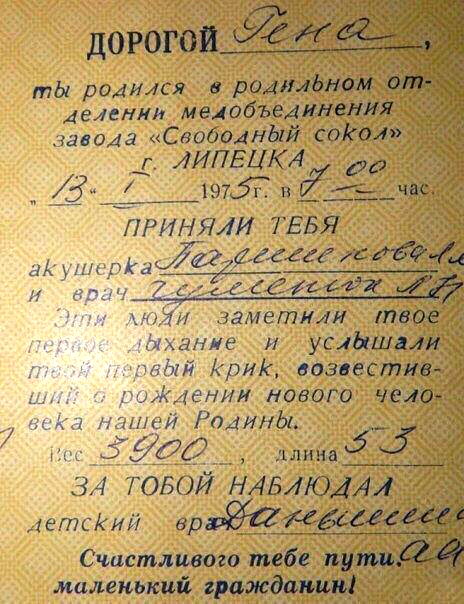 ДОРОГОЙ Гена,
ты родился в родильном от-
делении медобъединения
завода «Свободный сокол»
г. ЛИПЕЦКА
„13“ I 1975 г. в 7 00 час.
ПРИНЯЛИ ТЕБЯ
акушерка
и врач
Эти люди заметили твое
первое дыхание и услышали
твой первый крик, возвестив-
ший о рождении нового чело-
века нашей Родины.
Вес 3900, длина 53
ЗА ТОБОЙ НАБЛЮДАЛ
детский врач
Счастливого тебе пути,
маленький гражданин!